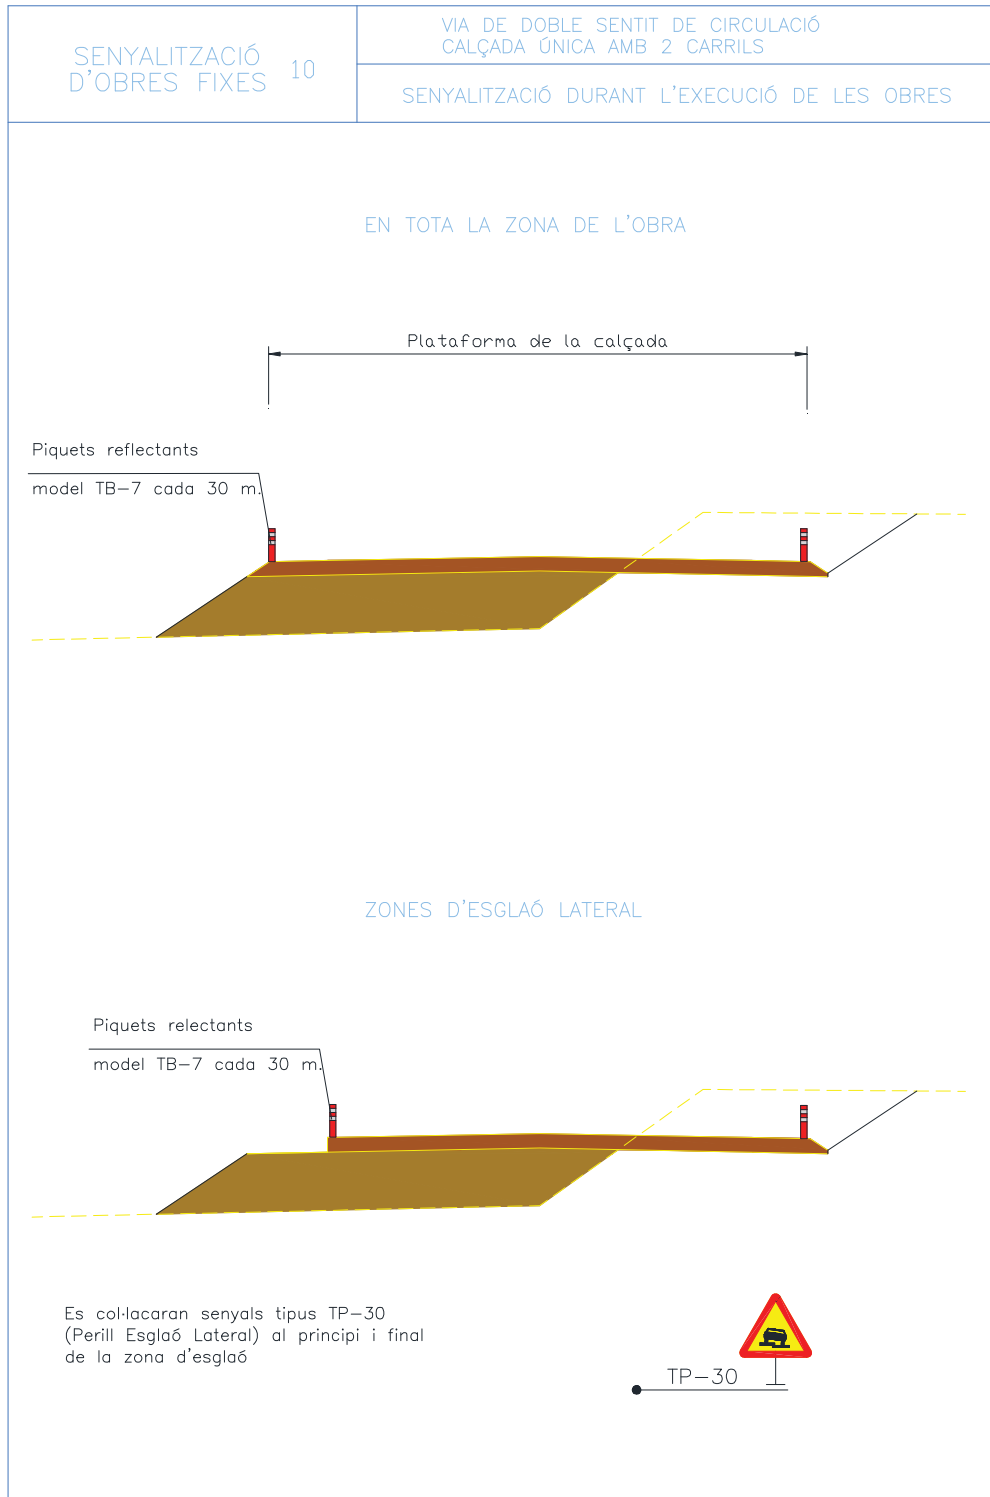 SENYALITZACIÓ
D'OBRES FIXES 10
VIA DE DOBLE SENTIT DE CIRCULACIÓ
CALÇADA ÚNICA AMB 2 CARRILS
SENYALITZACIÓ DURANT L'EXECUCIÓ DE LES OBRES
EN TOTA LA ZONA DE L'OBRA
Plataforma de la calçada
Piquets reflectants
model TB-7 cada 30 m.
ZONES D'ESGLAÓ LATERAL
Piquets relectants
model TB-7 cada 30 m.
Es col·lacaran senyals tipus TP-30
(Perill Esglaó Lateral) al principi i final
de la zona d'esglaó
TP-30